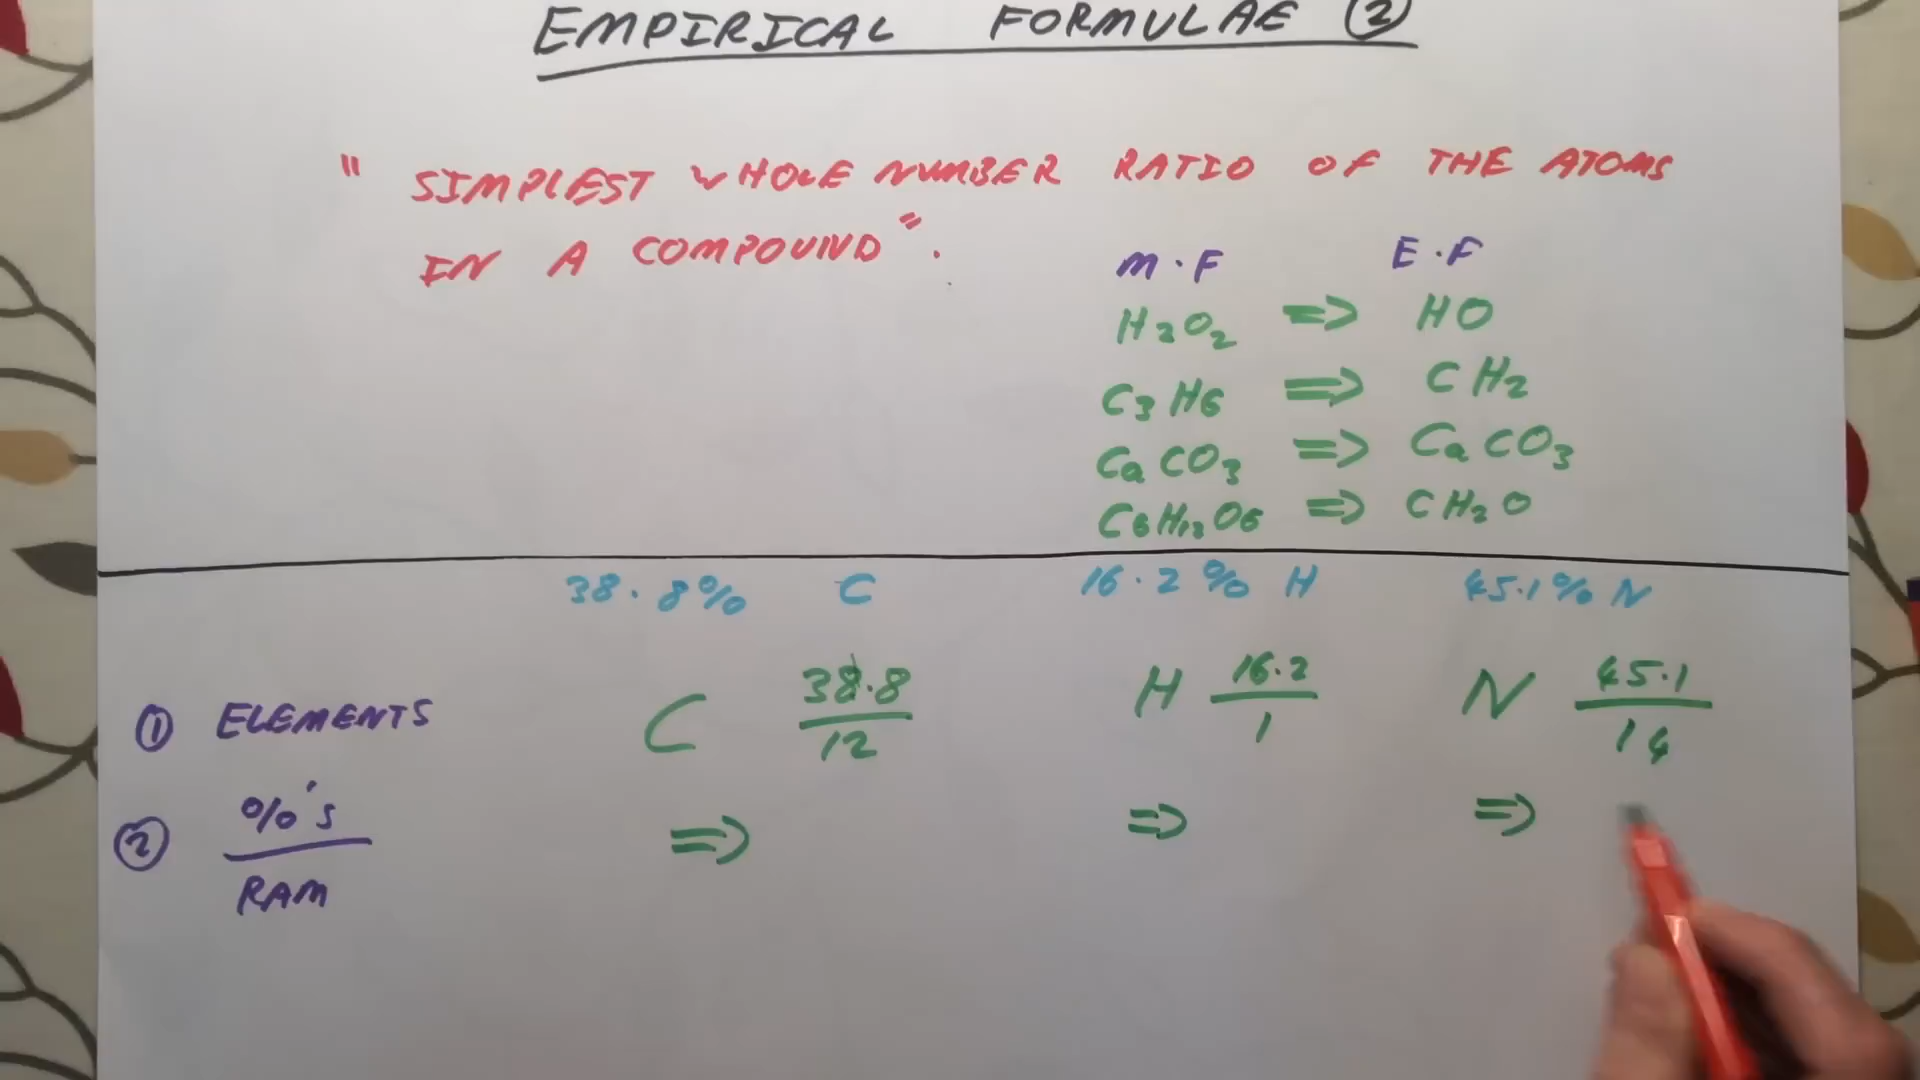 EMPIRICAL FORMULAE ②
" SIMPLEST WHOLE NUMBER RATIO OF THE ATOMS
IN A COMPOUND".
M.F E.F
H2O2 => HO
C3H6 => CH2
CaCO3 => CaCO3
C6H12O6 => CH2O
38.8% C 16.2% H 45.1% N
① ELEMENTS C 38.8/12 H 16.2/1 N 45.1/14
② %'s/RAM => => =>